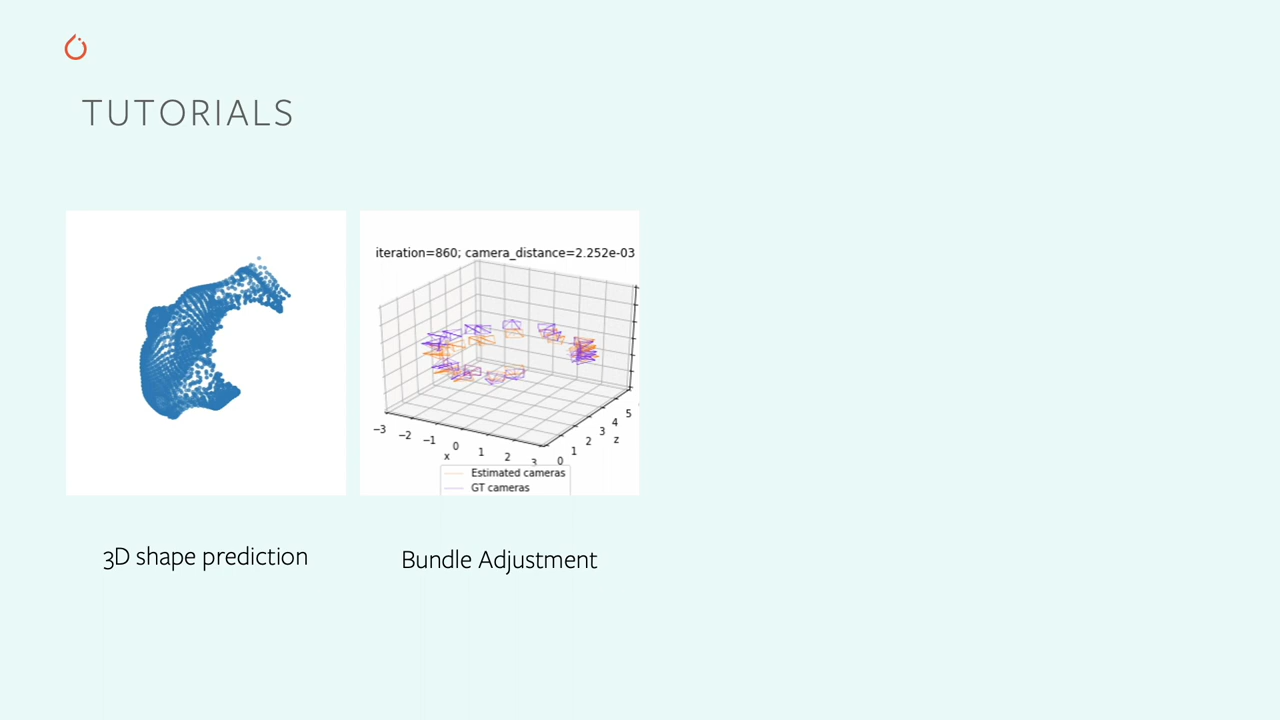 TUTORIALS
iteration=860; camera_distance=2.252e-03
−3
−2
−1
0
1
2
3
x
0
1
2
3
4
5
z
Estimated cameras
GT cameras
3D shape prediction
Bundle Adjustment